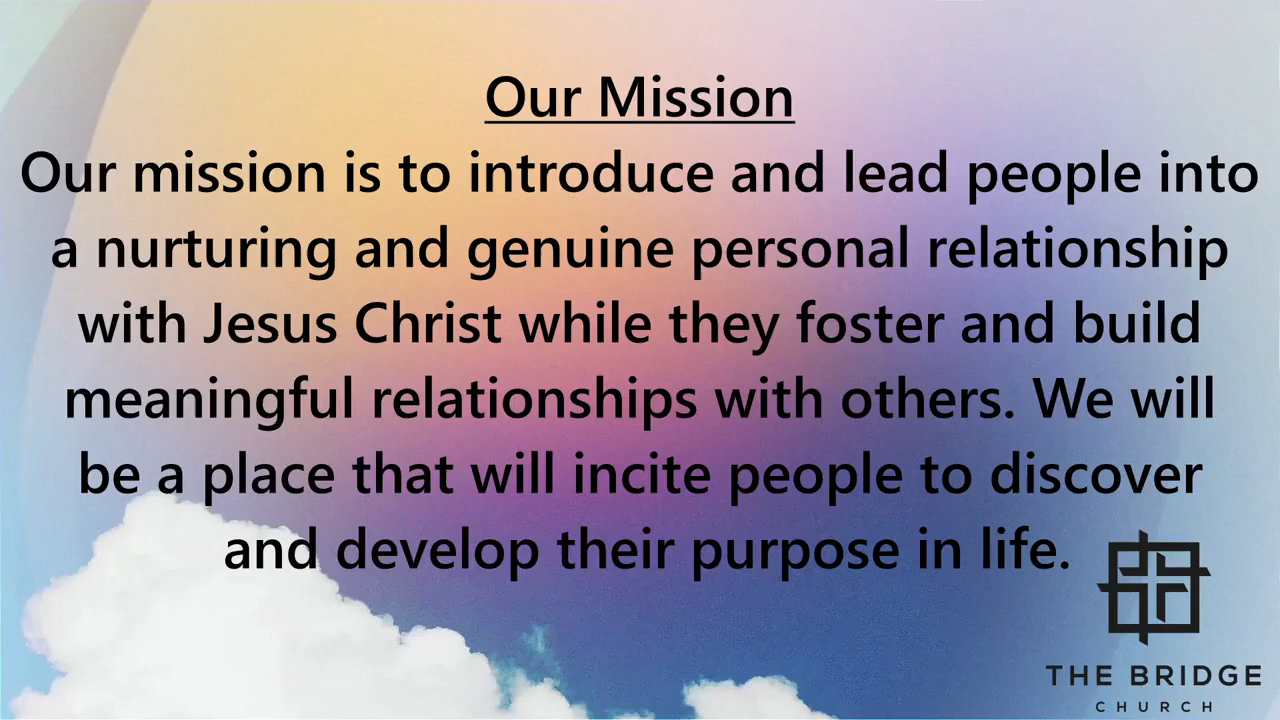 Our Mission
Our mission is to introduce and lead people into
a nurturing and genuine personal relationship
with Jesus Christ while they foster and build
meaningful relationships with others. We will
be a place that will incite people to discover
and develop their purpose in life.
THE BRIDGE
CHURCH